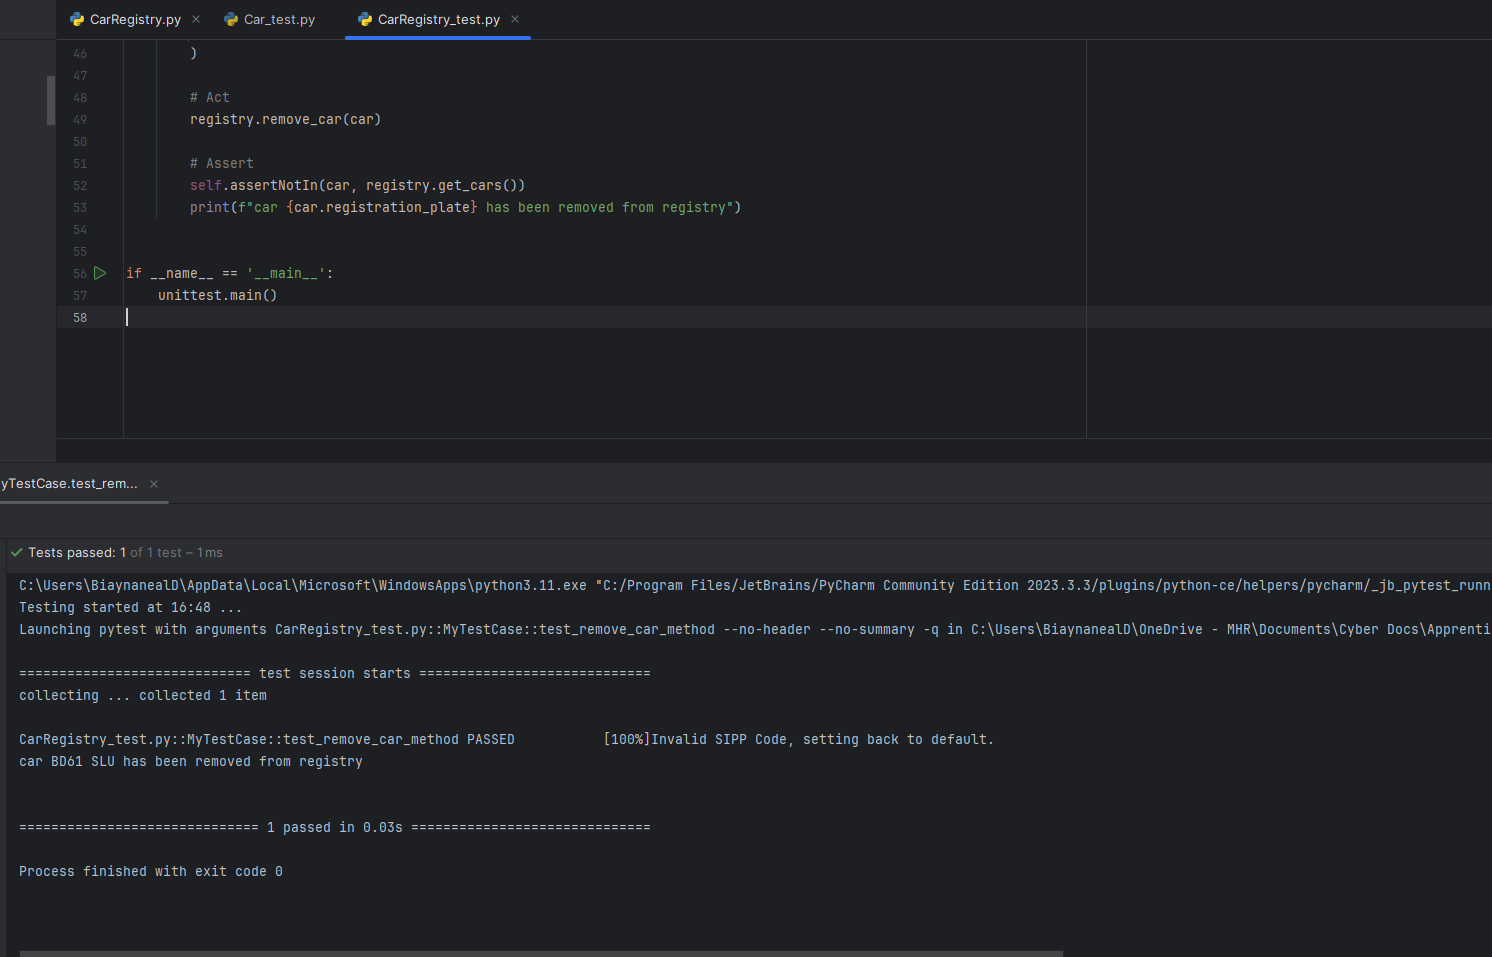 CarRegistry.py
Car_test.py
CarRegistry_test.py
46 )
47
48 # Act
49 registry.remove_car(car)
50
51 # Assert
52 self.assertNotIn(car, registry.get_cars())
53 print(f"car {car.registration_plate} has been removed from registry")
54
55
56 if __name__ == '__main__':
57 unittest.main()
58
yTestCase.test_rem...
Tests passed: 1 of 1 test – 1 ms
C:\Users\BiaynanealD\AppData\Local\Microsoft\WindowsApps\python3.11.exe "C:/Program Files/JetBrains/PyCharm Community Edition 2023.3.3/plugins/python-ce/helpers/pycharm/_jb_pytest_runn
Testing started at 16:48 ...
Launching pytest with arguments CarRegistry_test.py::MyTestCase::test_remove_car_method --no-header --no-summary -q in C:\Users\BiaynanealD\OneDrive - MHR\Documents\Cyber Docs\Apprenti
============================= test session starts =============================
collecting ... collected 1 item
CarRegistry_test.py::MyTestCase::test_remove_car_method PASSED [100%]Invalid SIPP Code, setting back to default.
car BD61 SLU has been removed from registry
============================== 1 passed in 0.03s ==============================
Process finished with exit code 0